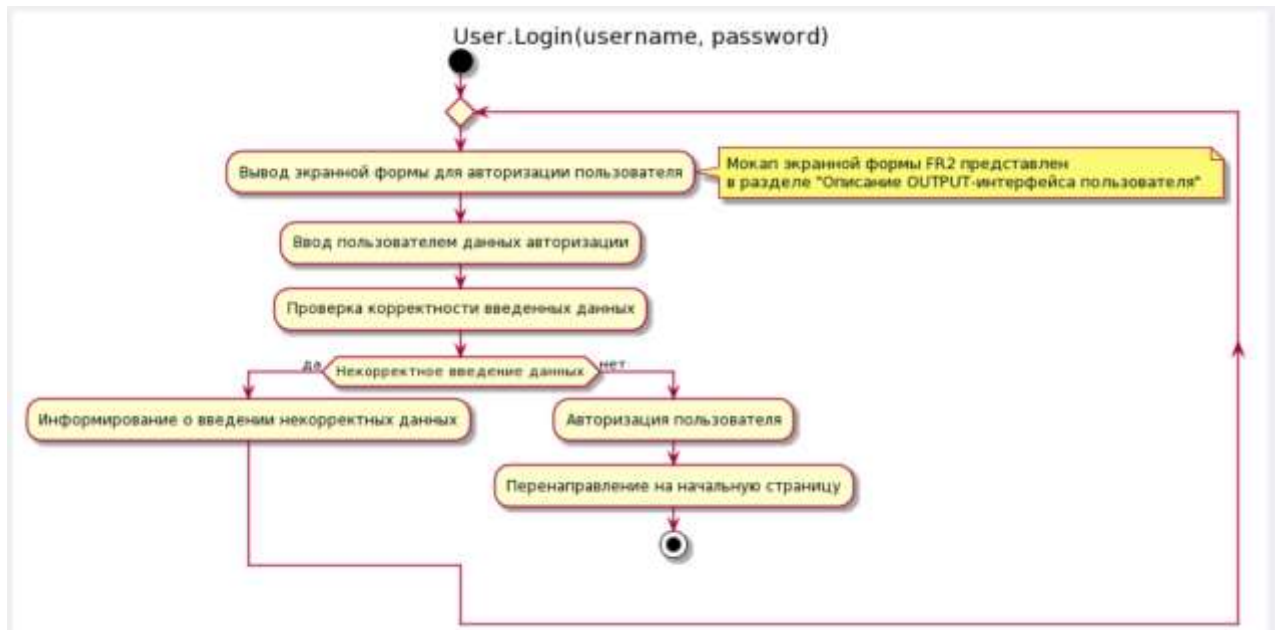 User.Login(username, password)
Вывод экранной формы для авторизации пользователя
Мокап экранной формы FR2 представлен
в разделе "Описание OUTPUT-интерфейса пользователя"
Ввод пользователем данных авторизации
Проверка корректности введенных данных
да
Некорректное введение данных
нет
Информирование о введении некорректных данных
Авторизация пользователя
Перенаправление на начальную страницу